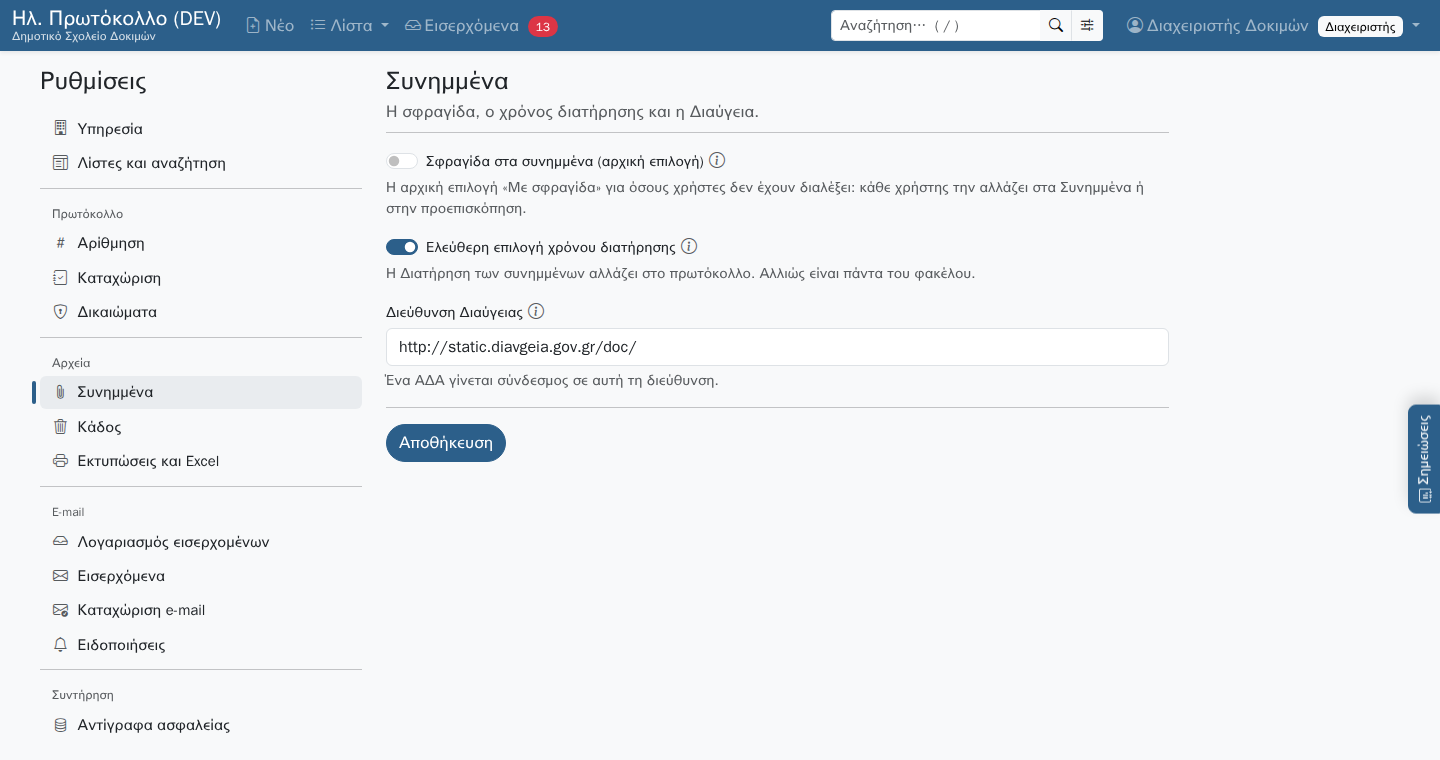 Ηλ. Πρωτόκολλο (DEV)
Δημοτικό Σχολείο Δοκιμών
Νέο
Λίστα
Εισερχόμενα 13
Αναζήτηση… ( / )
Διαχειριστής Δοκιμών Διαχειριστής
Ρυθμίσεις
Υπηρεσία
Λίστες και αναζήτηση
Πρωτόκολλο
# Αρίθμηση
Καταχώριση
Δικαιώματα
Αρχεία
Συνημμένα
Κάδος
Εκτυπώσεις και Excel
E-mail
Λογαριασμός εισερχομένων
Εισερχόμενα
Καταχώριση e-mail
Ειδοποιήσεις
Συντήρηση
Αντίγραφα ασφαλείας
Συνημμένα
Η σφραγίδα, ο χρόνος διατήρησης και η Διαύγεια.
Σφραγίδα στα συνημμένα (αρχική επιλογή)
Η αρχική επιλογή «Με σφραγίδα» για όσους χρήστες δεν έχουν διαλέξει: κάθε χρήστης την αλλάζει στα Συνημμένα ή
στην προεπισκόπηση.
Ελεύθερη επιλογή χρόνου διατήρησης
Η Διατήρηση των συνημμένων αλλάζει στο πρωτόκολλο. Αλλιώς είναι πάντα του φακέλου.
Διεύθυνση Διαύγειας
http://static.diavgeia.gov.gr/doc/
Ένα ΑΔΑ γίνεται σύνδεσμος σε αυτή τη διεύθυνση.
Αποθήκευση
Σημειώσεις